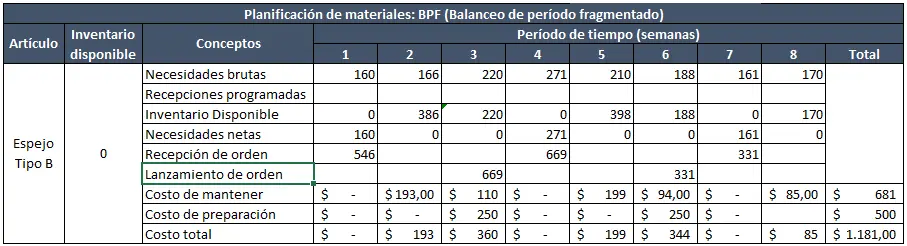 Planificación de materiales: BPF (Balanceo de período fragmentado)
Artículo Inventario disponible Conceptos Período de tiempo (semanas)
1 2 3 4 5 6 7 8 Total
Espejo Tipo B 0
Necesidades brutas 160 166 220 271 210 188 161 170
Recepciones programadas
Inventario Disponible 0 386 220 0 398 188 0 170
Necesidades netas 160 0 0 271 0 0 161 0
Recepción de orden 546 669 331
Lanzamiento de orden 669 331
Costo de mantener $ - $ 193,00 $ 110 $ - $ 199 $ 94,00 $ - $ 85,00 $ 681
Costo de preparación $ - $ - $ 250 $ - $ - $ 250 $ - $ - $ 500
Costo total $ - $ 193 $ 360 $ - $ 199 $ 344 $ - $ 85 $ 1.181,00